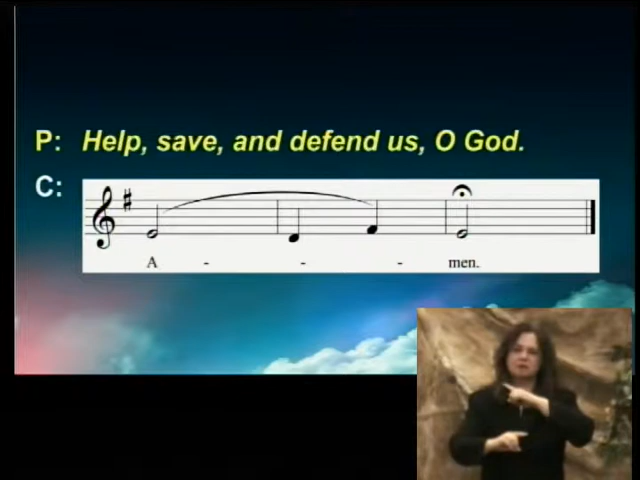 P: Help, save, and defend us, O God.
C:
A - - - men.